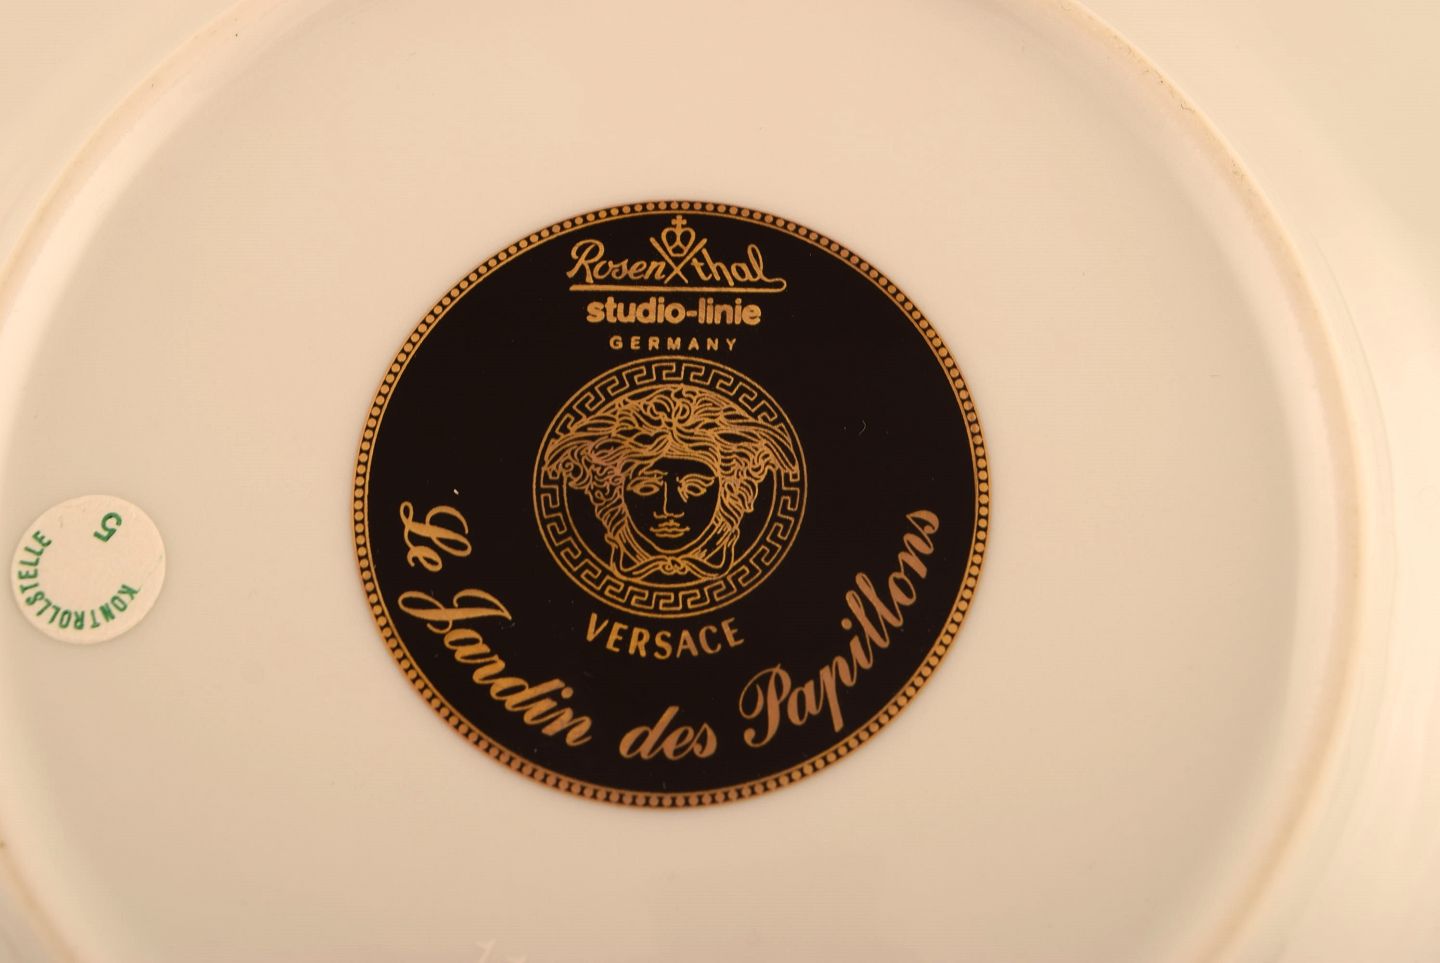 Rosenthal
studio-linie
GERMANY
VERSACE
Le Jardin des Papillons
KONTROLLSTELLE
5